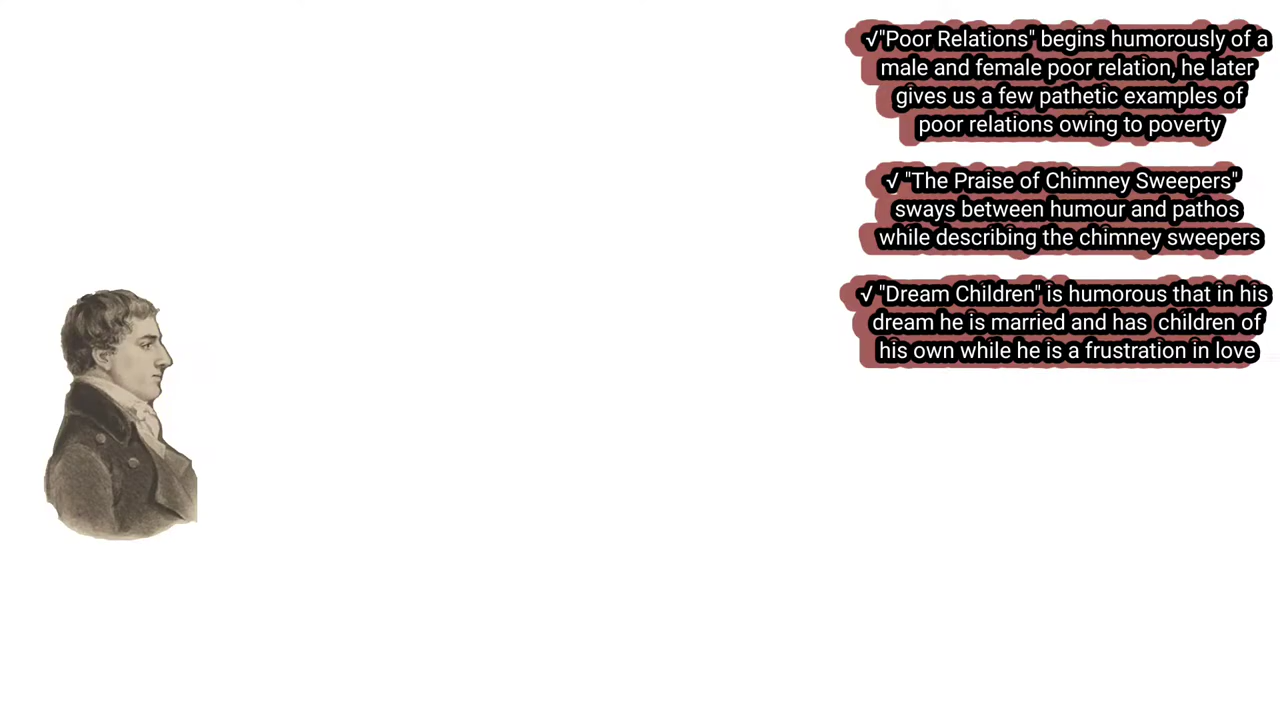 √"Poor Relations" begins humorously of a
male and female poor relation, he later
gives us a few pathetic examples of
poor relations owing to poverty
√ "The Praise of Chimney Sweepers"
sways between humour and pathos
while describing the chimney sweepers
√ "Dream Children" is humorous that in his
dream he is married and has  children of
his own while he is a frustration in love